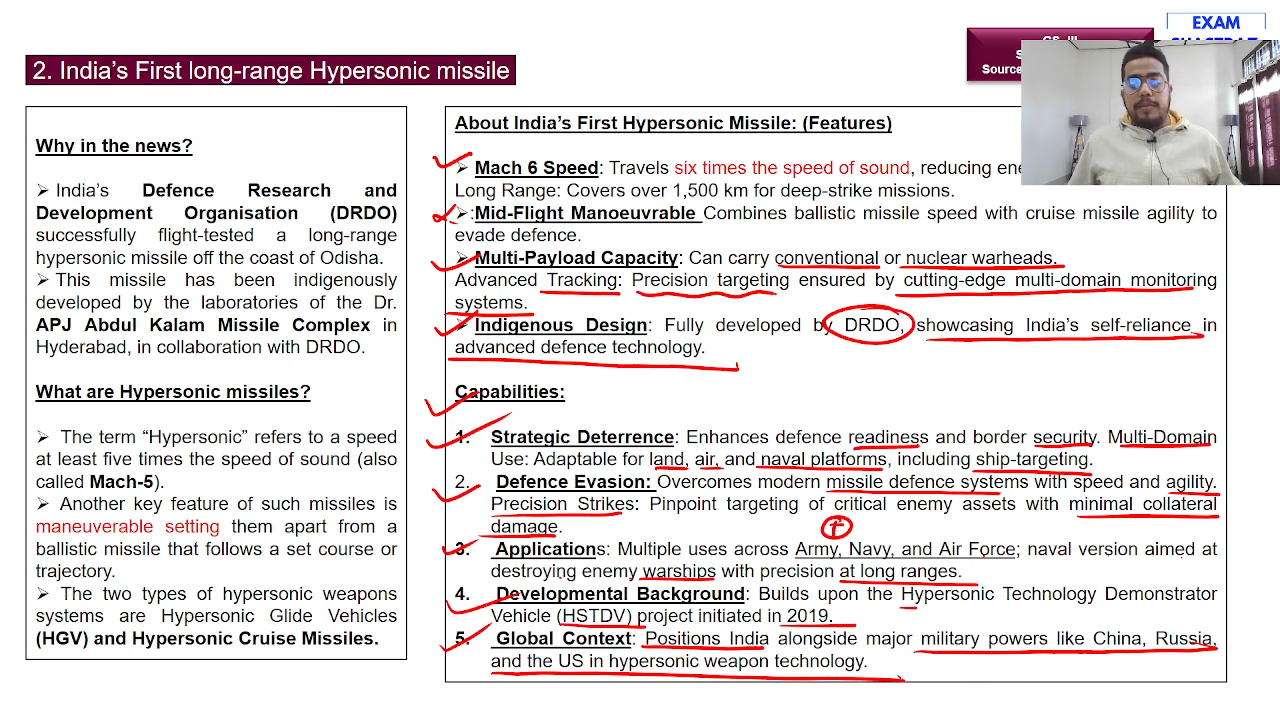 EXAM
GS- III
Source
2. India's First long-range Hypersonic missile
Why in the news?
➢ India's Defence Research and
Development Organisation (DRDO)
successfully flight-tested a long-range
hypersonic missile off the coast of Odisha.
➢ This missile has been indigenously
developed by the laboratories of the Dr.
APJ Abdul Kalam Missile Complex in
Hyderabad, in collaboration with DRDO.
What are Hypersonic missiles?
➢ The term “Hypersonic” refers to a speed
at least five times the speed of sound (also
called Mach-5).
➢ Another key feature of such missiles is
maneuverable setting them apart from a
ballistic missile that follows a set course or
trajectory.
➢ The two types of hypersonic weapons
systems are Hypersonic Glide Vehicles
(HGV) and Hypersonic Cruise Missiles.
About India's First Hypersonic Missile: (Features)
➢ Mach 6 Speed: Travels six times the speed of sound, reducing
Long Range: Covers over 1,500 km for deep-strike missions.
➢ :Mid-Flight Manoeuvrable Combines ballistic missile speed with cruise missile agility to
evade defence.
➢ Multi-Payload Capacity: Can carry conventional or nuclear warheads.
Advanced Tracking: Precision targeting ensured by cutting-edge multi-domain monitoring
systems.
➢ Indigenous Design: Fully developed by DRDO, showcasing India's self-reliance in
advanced defence technology.
Capabilities:
1. Strategic Deterrence: Enhances defence readiness and border security. Multi-Domain
Use: Adaptable for land, air, and naval platforms, including ship-targeting.
2. Defence Evasion: Overcomes modern missile defence systems with speed and agility.
Precision Strikes: Pinpoint targeting of critical enemy assets with minimal collateral
damage.
3. Applications: Multiple uses across Army, Navy, and Air Force; naval version aimed at
destroying enemy warships with precision at long ranges.
4. Developmental Background: Builds upon the Hypersonic Technology Demonstrator
Vehicle (HSTDV) project initiated in 2019.
5. Global Context: Positions India alongside major military powers like China, Russia,
and the US in hypersonic weapon technology.